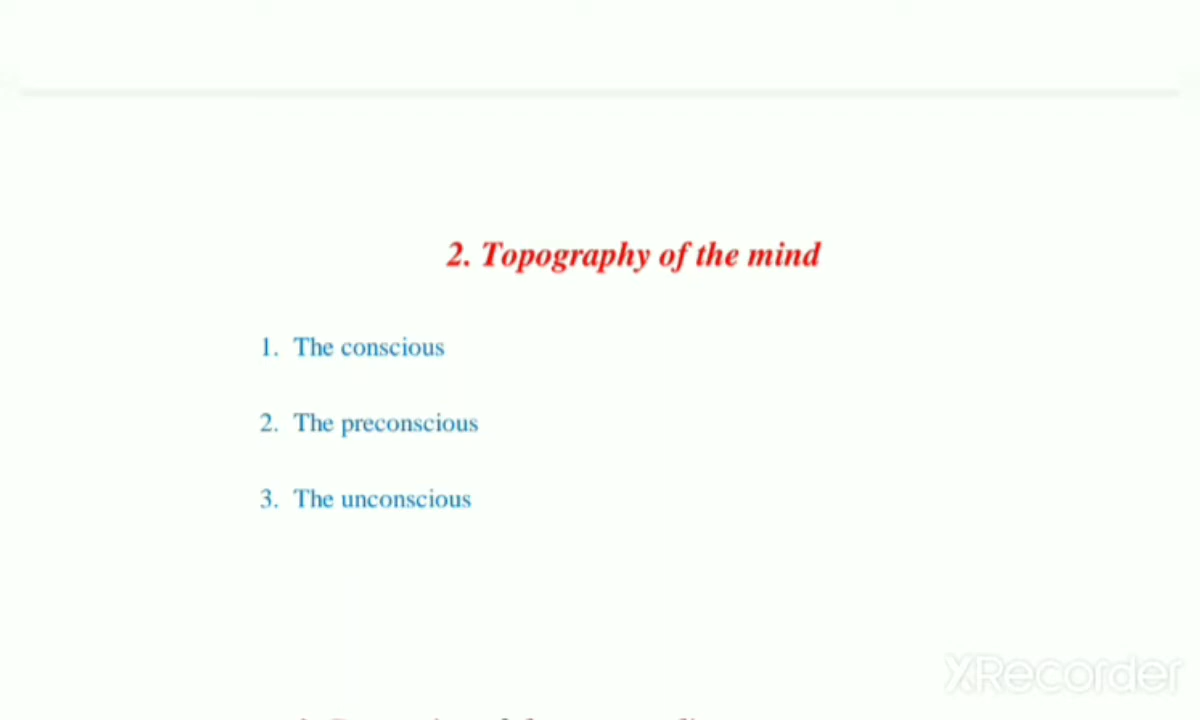 2. Topography of the mind
1. The conscious
2. The preconscious
3. The unconscious
XRecorder